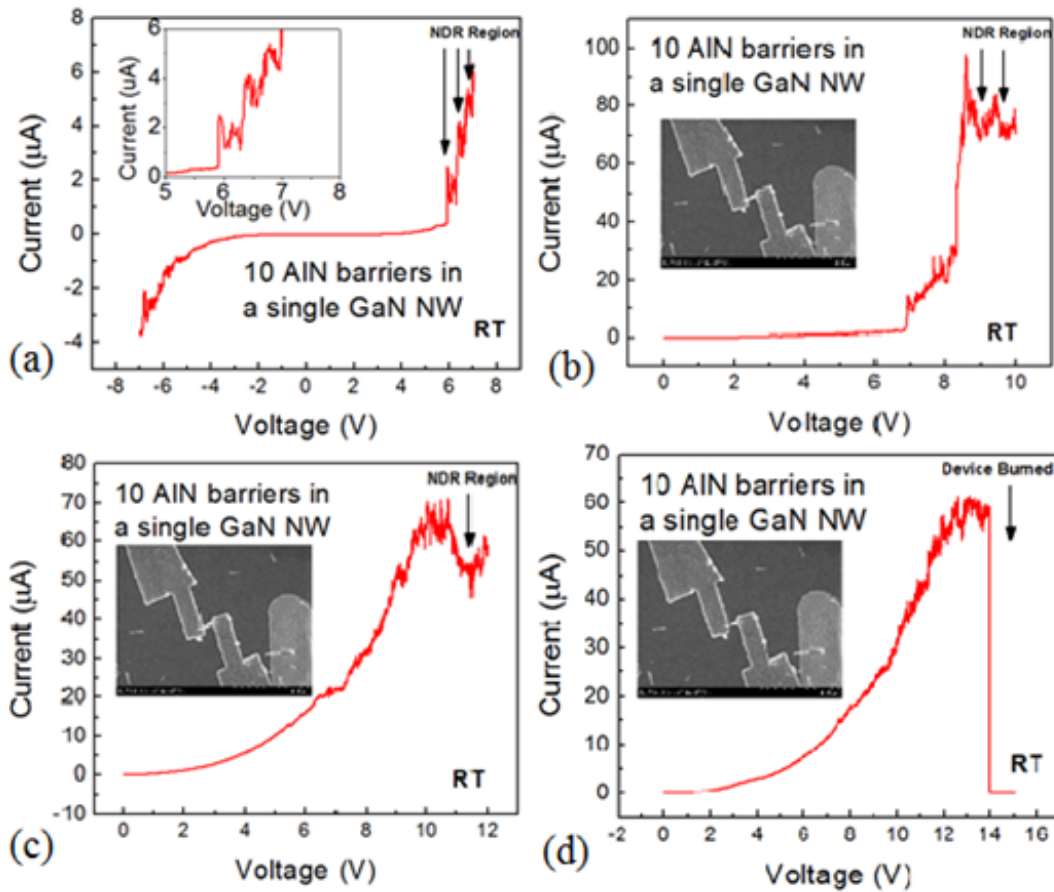 8
6
4
2
0
-2
-4
Current (µA)
6
4
2
0
Current (uA)
5 6 7 8
Voltage (V)
NDR Region
10 AlN barriers in
a single GaN NW
RT
-8 -6 -4 -2 0 2 4 6 8
Voltage (V)
(a)
100
80
60
40
20
0
Current (µA)
10 AlN barriers in
a single GaN NW
NDR Region
RT
0 2 4 6 8 10
Voltage (V)
(b)
80
70
60
50
40
30
20
10
0
-10
Current (µA)
10 AlN barriers in
a single GaN NW
NDR Region
RT
0 2 4 6 8 10 12
Voltage (V)
(c)
70
60
50
40
30
20
10
0
Current (µA)
10 AlN barriers in
a single GaN NW
Device Burned
RT
-2 0 2 4 6 8 10 12 14 16
Voltage (V)
(d)